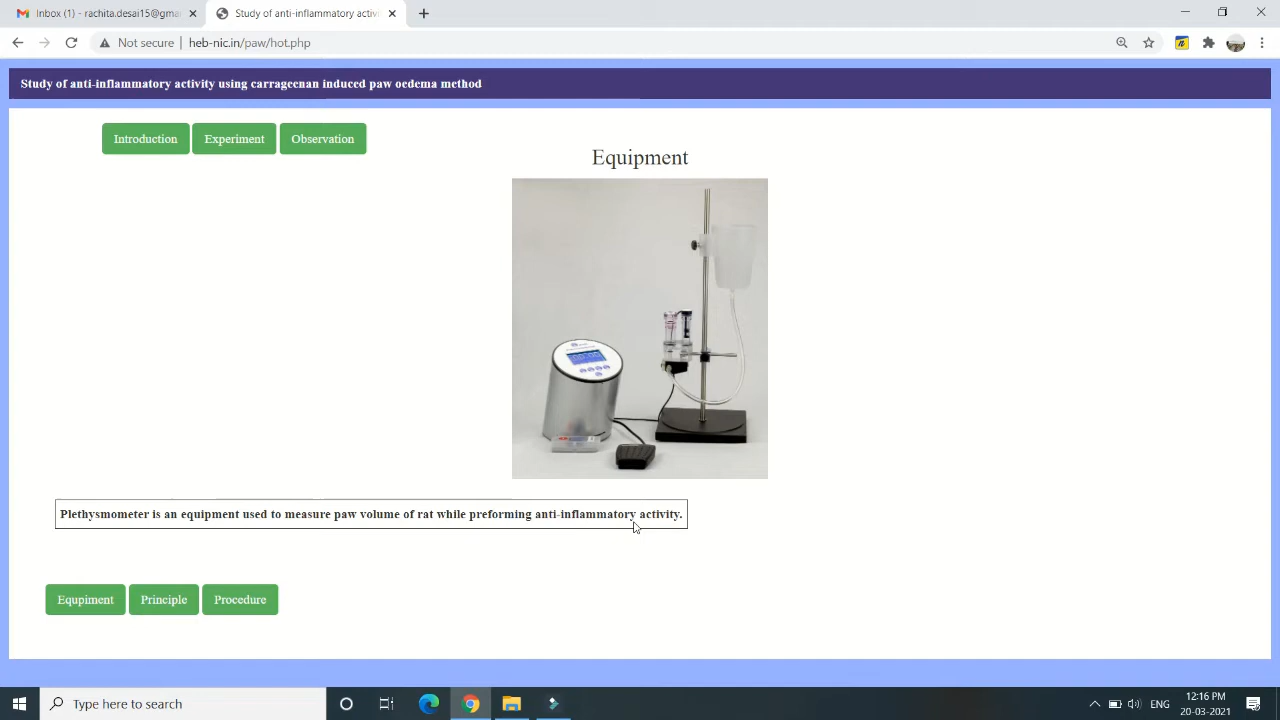 Inbox (1) - rachita.desai15@gma
Study of anti-inflammatory activi
Not secure | heb-nic.in/paw/hot.php
Study of anti-inflammatory activity using carrageenan induced paw oedema method
Introduction
Experiment
Observation
Equipment
Plethysmometer is an equipment used to measure paw volume of rat while preforming anti-inflammatory activity.
Equpiment
Principle
Procedure
Type here to search
ENG
12:16 PM
20-03-2021